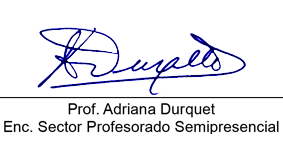 Prof. Adriana Durquet
Enc. Sector Profesorado Semipresencial